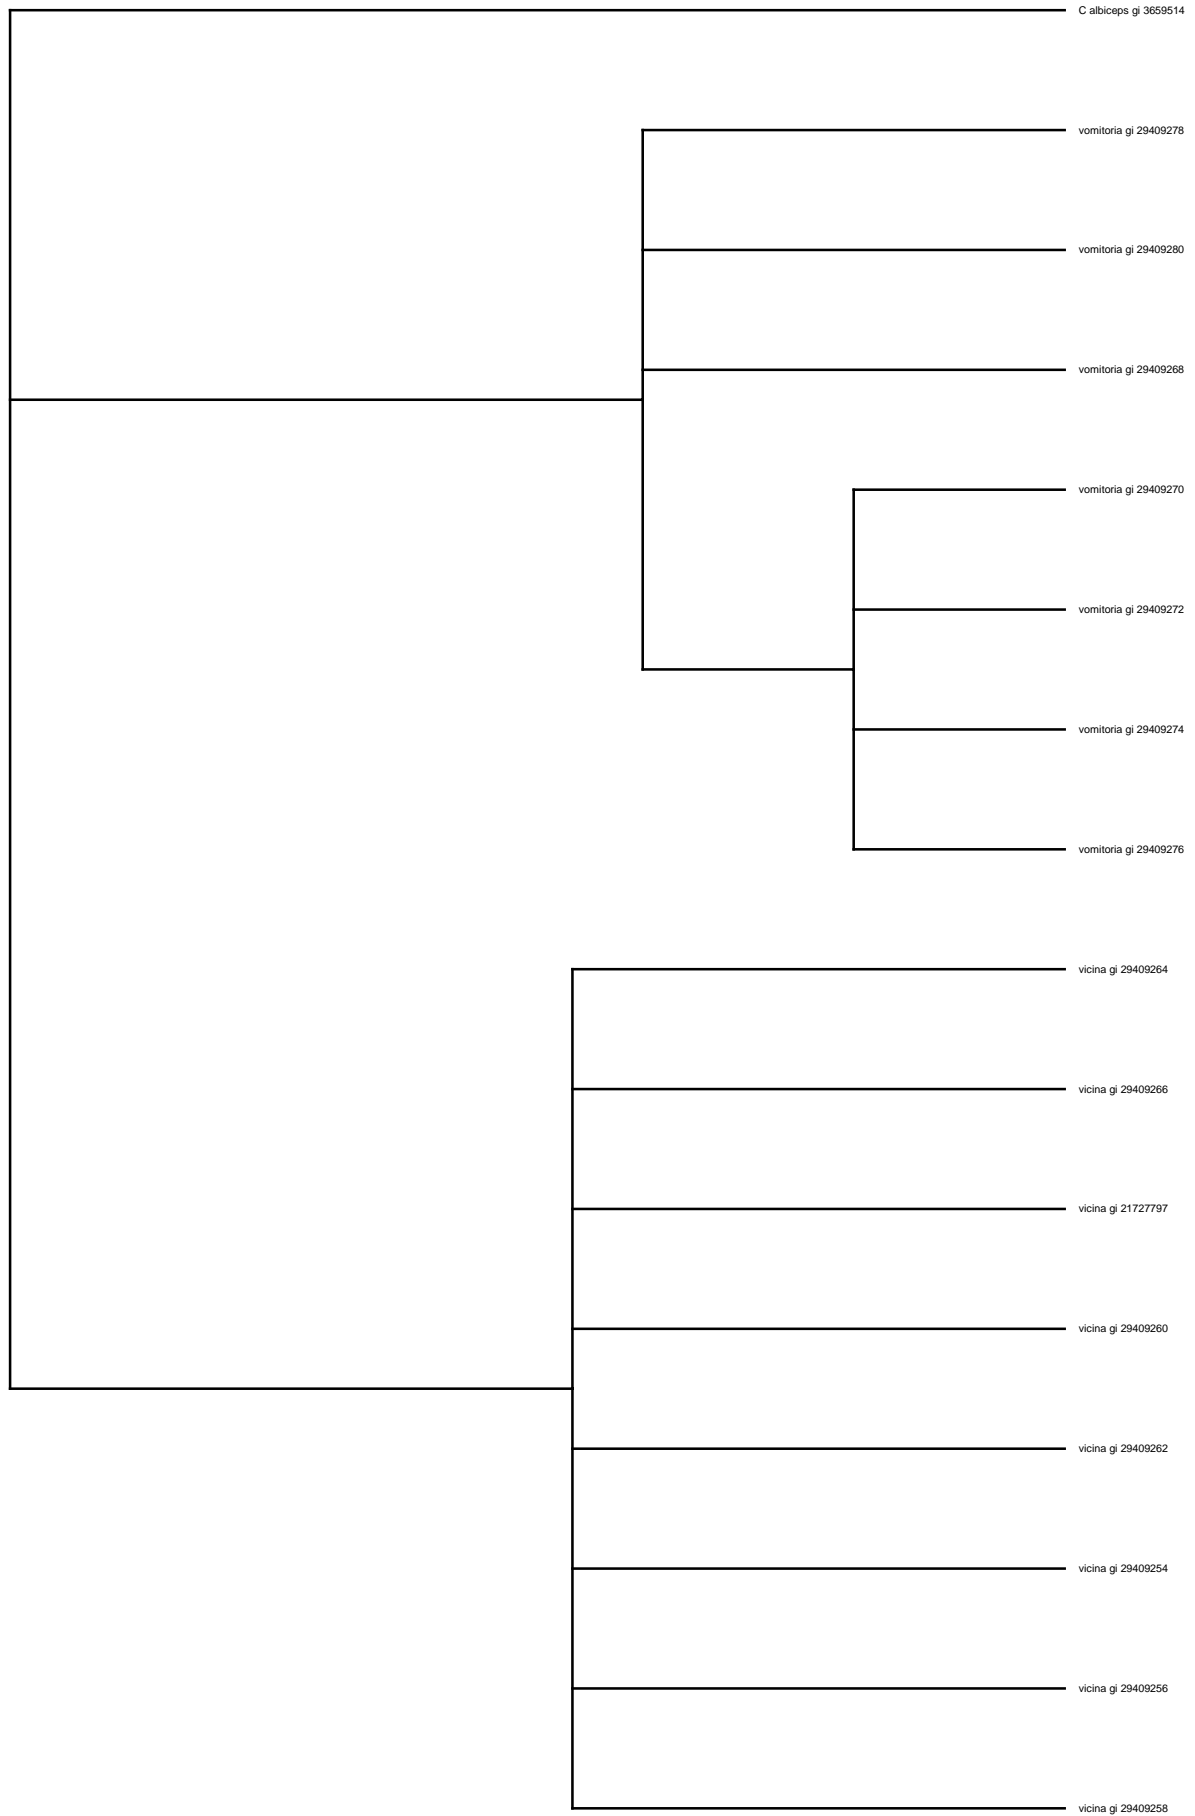 C albiceps gi 3659514
vomitoria gi 29409278
vomitoria gi 29409280
vomitoria gi 29409268
vomitoria gi 29409270
vomitoria gi 29409272
vomitoria gi 29409274
vomitoria gi 29409276
vicina gi 29409264
vicina gi 29409266
vicina gi 21727797
vicina gi 29409260
vicina gi 29409262
vicina gi 29409254
vicina gi 29409256
vicina gi 29409258